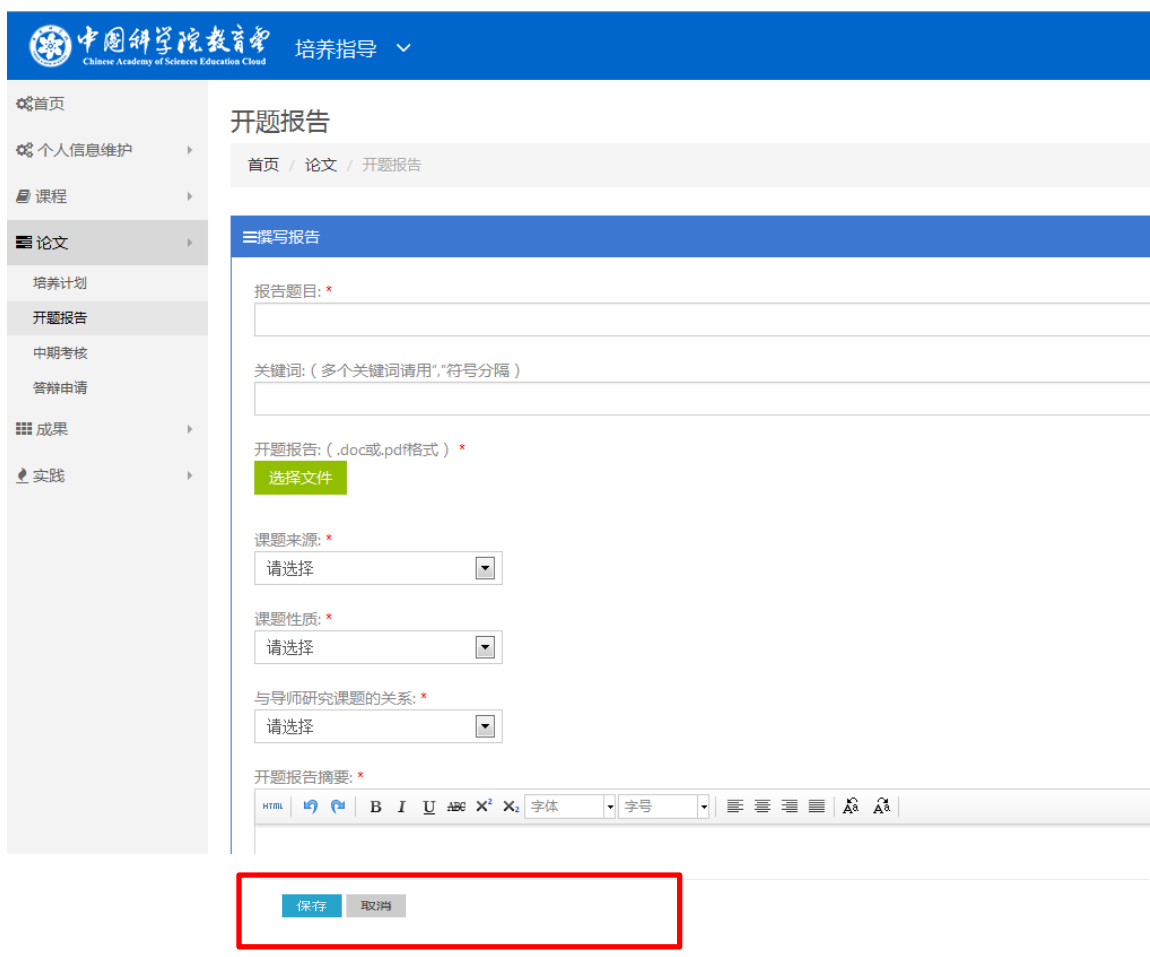 中国科学院教育云
Chinese Academy of Sciences Education Cloud
培养指导
首页
个人信息维护
课程
论文
培养计划
开题报告
中期考核
答辩申请
成果
实践
开题报告
首页 / 论文 / 开题报告
撰写报告
报告题目: *
关键词: ( 多个关键词请用","符号分隔 )
开题报告: ( .doc或.pdf格式 ) *
选择文件
课题来源: *
请选择
课题性质: *
请选择
与导师研究课题的关系: *
请选择
开题报告摘要: *
HTML B I U ABC X² X₂ 字体 字号 Aa Aa
保存 取消